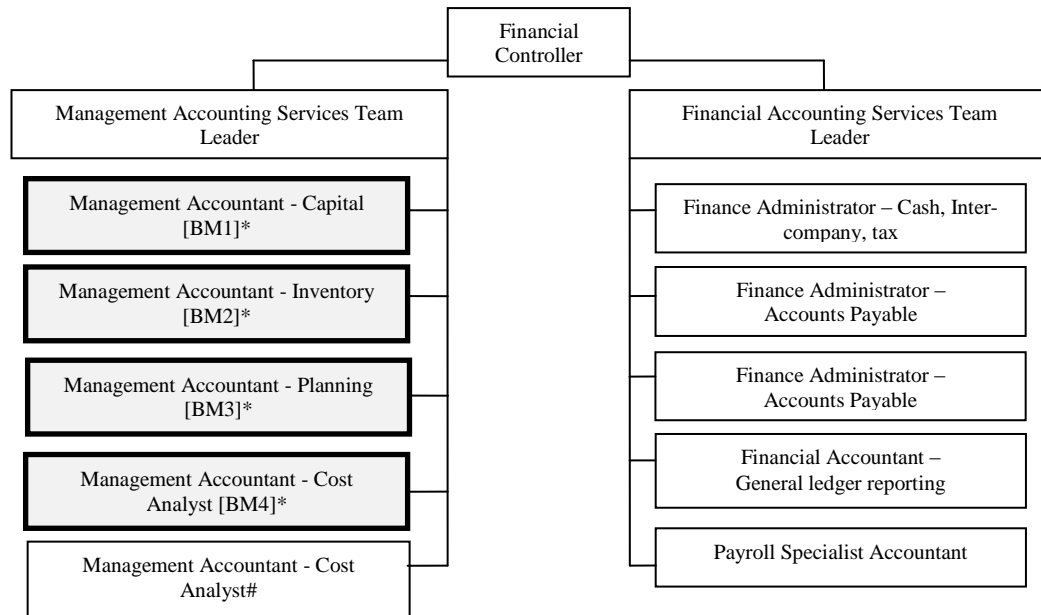 Financial
Controller
Management Accounting Services Team
Leader
Financial Accounting Services Team
Leader
Management Accountant - Capital
[BM1]*
Management Accountant - Inventory
[BM2]*
Management Accountant - Planning
[BM3]*
Management Accountant - Cost
Analyst [BM4]*
Management Accountant - Cost
Analyst#
Finance Administrator – Cash, Inter-
company, tax
Finance Administrator –
Accounts Payable
Finance Administrator –
Accounts Payable
Financial Accountant –
General ledger reporting
Payroll Specialist Accountant